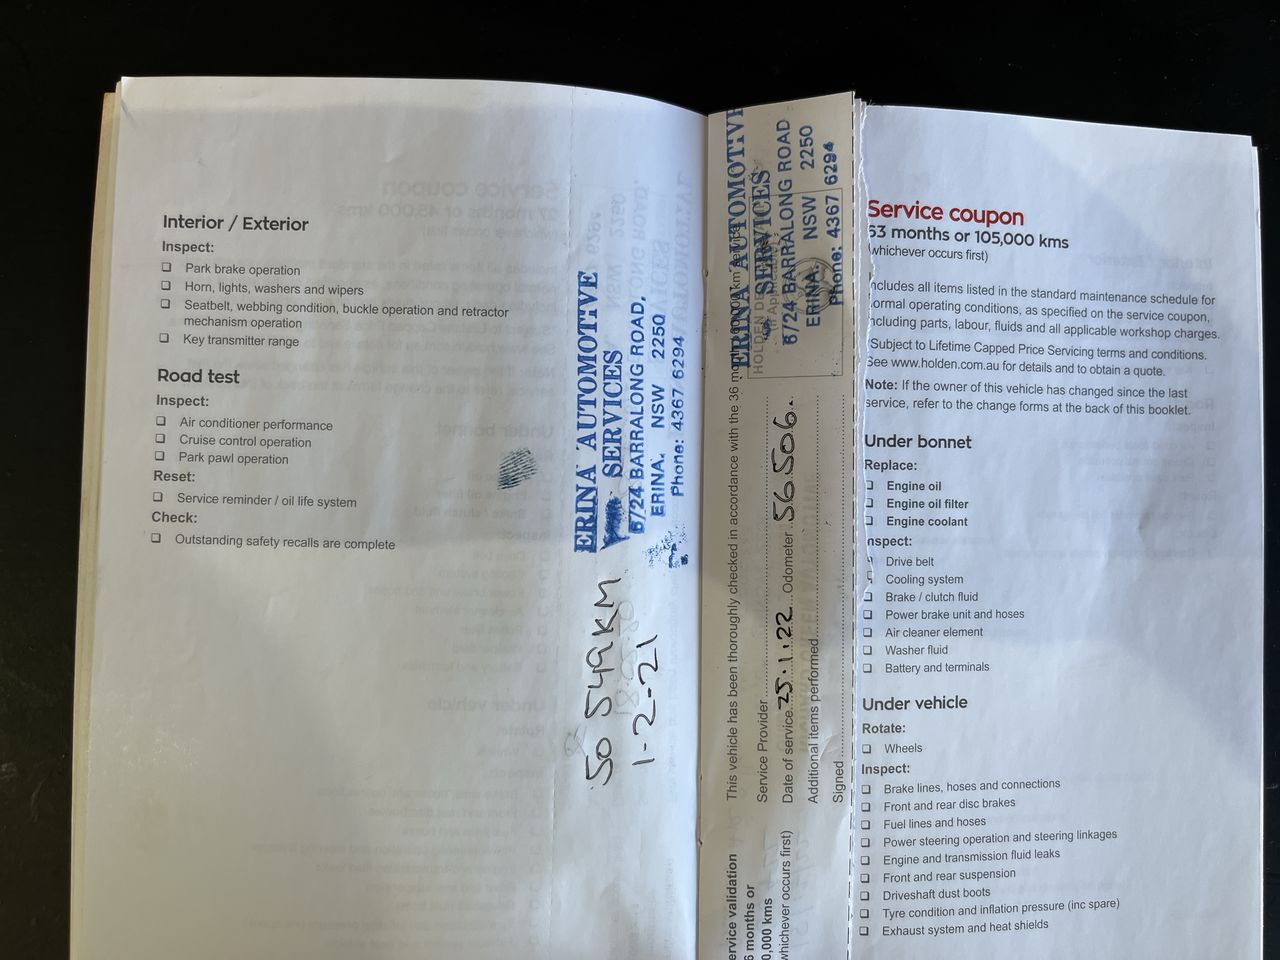 Interior / Exterior
Inspect:
❑ Park brake operation
❑ Horn, lights, washers and wipers
❑ Seatbelt, webbing condition, buckle operation and retractor
mechanism operation
❑ Key transmitter range
Road test
Inspect:
❑ Air conditioner performance
❑ Cruise control operation
❑ Park pawl operation
Reset:
❑ Service reminder / oil life system
Check:
❑ Outstanding safety recalls are complete
ERINA AUTOMOTIVE
SERVICES
6/24 BARRALONG ROAD,
ERINA. NSW 2250
Phone: 4367 6294
50 549KM
1-2-21
ERINA AUTOMOTIVE
SERVICES
6/24 BARRALONG ROAD
ERINA. NSW 2250
Phone: 4367 6294
This vehicle has been thoroughly checked in accordance with the 36
Service Provider
Date of service 25.1.22 Odometer 56.506.
Additional items performed
Signed
ervice validation
6 months or
0,000 kms
whichever occurs first)
Service coupon
63 months or 105,000 kms
(whichever occurs first)
ncludes all items listed in the standard maintenance schedule for
ormal operating conditions, as specified on the service coupon,
ncluding parts, labour, fluids and all applicable workshop charges.
Subject to Lifetime Capped Price Servicing terms and conditions.
See www.holden.com.au for details and to obtain a quote.
Note: If the owner of this vehicle has changed since the last
service, refer to the change forms at the back of this booklet.
Under bonnet
Replace:
❑ Engine oil
❑ Engine oil filter
❑ Engine coolant
nspect:
❑ Drive belt
❑ Cooling system
❑ Brake / clutch fluid
❑ Power brake unit and hoses
❑ Air cleaner element
❑ Washer fluid
❑ Battery and terminals
Under vehicle
Rotate:
❑ Wheels
Inspect:
❑ Brake lines, hoses and connections
❑ Front and rear disc brakes
❑ Fuel lines and hoses
❑ Power steering operation and steering linkages
❑ Engine and transmission fluid leaks
❑ Front and rear suspension
❑ Driveshaft dust boots
❑ Tyre condition and inflation pressure (inc spare)
❑ Exhaust system and heat shields